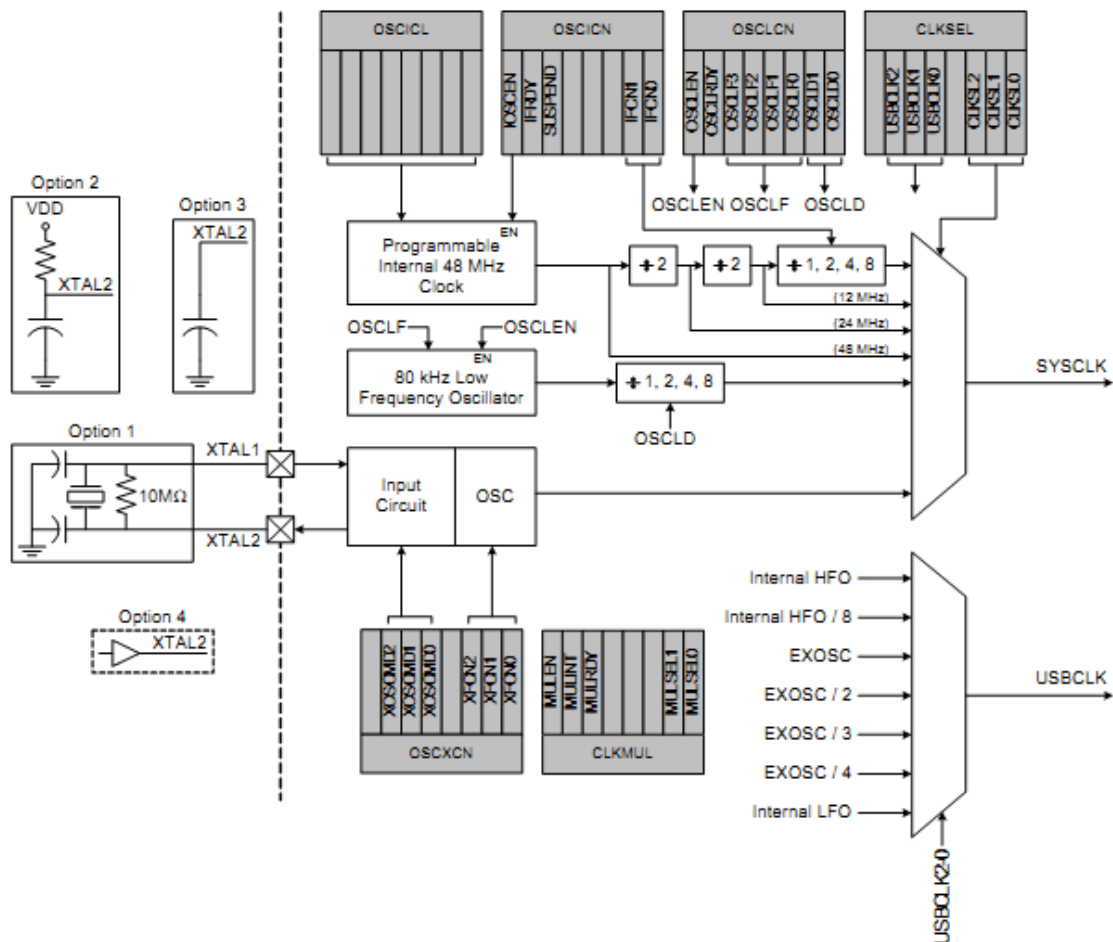 OSCICL
OSCICN
OSCLCN
CLKSEL
IOSCEN
IFRDY
SUSPEND
IFCN1
IFCN0
OSCLEN
OSCLRDY
OSCLF3
OSCLF2
OSCLF1
OSCLF0
OSCLD1
OSCLD0
USBCLK2
USBCLK1
USBCLK0
CLKSL2
CLKSL1
CLKSL0
Option 2
VDD
XTAL2
Option 3
XTAL2
OSCLEN
OSCLF
OSCLD
EN
Programmable
Internal 48 MHz
Clock
÷ 2
÷ 2
÷ 1, 2, 4, 8
(12 MHz)
(24 MHz)
(48 MHz)
OSCLF
OSCLEN
EN
80 kHz Low
Frequency Oscillator
÷ 1, 2, 4, 8
OSCLD
SYSCLK
Option 1
10MΩ
XTAL1
XTAL2
Input
Circuit
OSC
Option 4
XTAL2
XOSCMD2
XOSCMD1
XOSCMD0
XFCN2
XFCN1
XFCN0
OSCXCN
MULEN
MULINT
MULRDY
MULSEL1
MULSEL0
CLKMUL
Internal HFO
Internal HFO / 8
EXOSC
EXOSC / 2
EXOSC / 3
EXOSC / 4
Internal LFO
USBCLK
USBCLK2-0